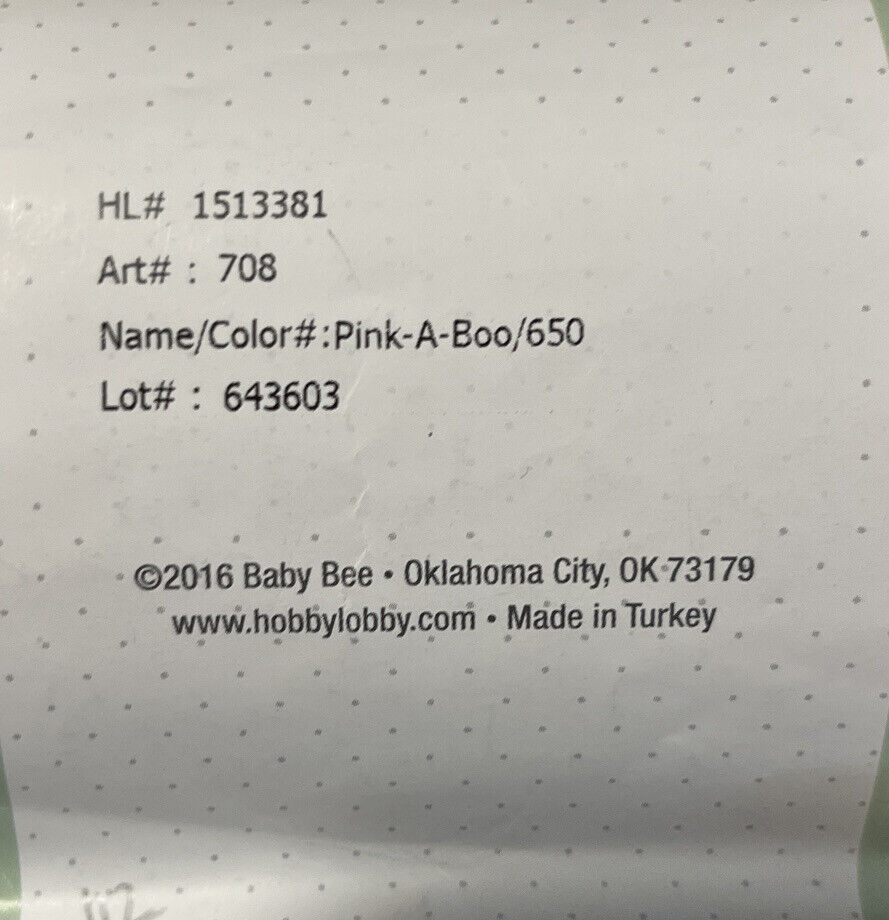 HL# 1513381
Art# : 708
Name/Color#:Pink-A-Boo/650
Lot# : 643603
©2016 Baby Bee • Oklahoma City, OK 73179
www.hobbylobby.com • Made in Turkey